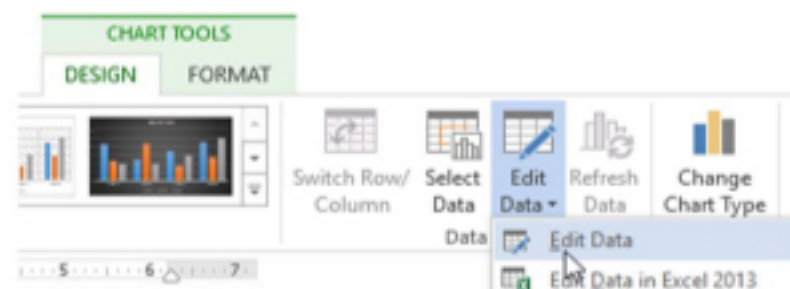 CHART TOOLS
DESIGN FORMAT
Switch Row/ Select Edit Refresh Change
Column Data Data Data Chart Type
Data
Edit Data
5 6 7
Edit Data in Excel 2013